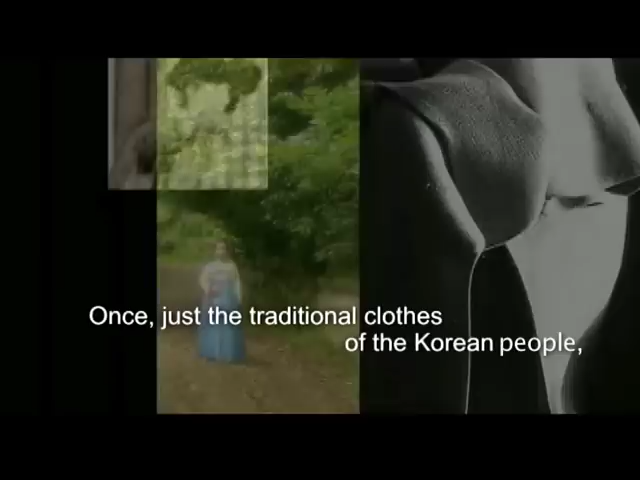 Once, just the traditional clothes
of the Korean people,